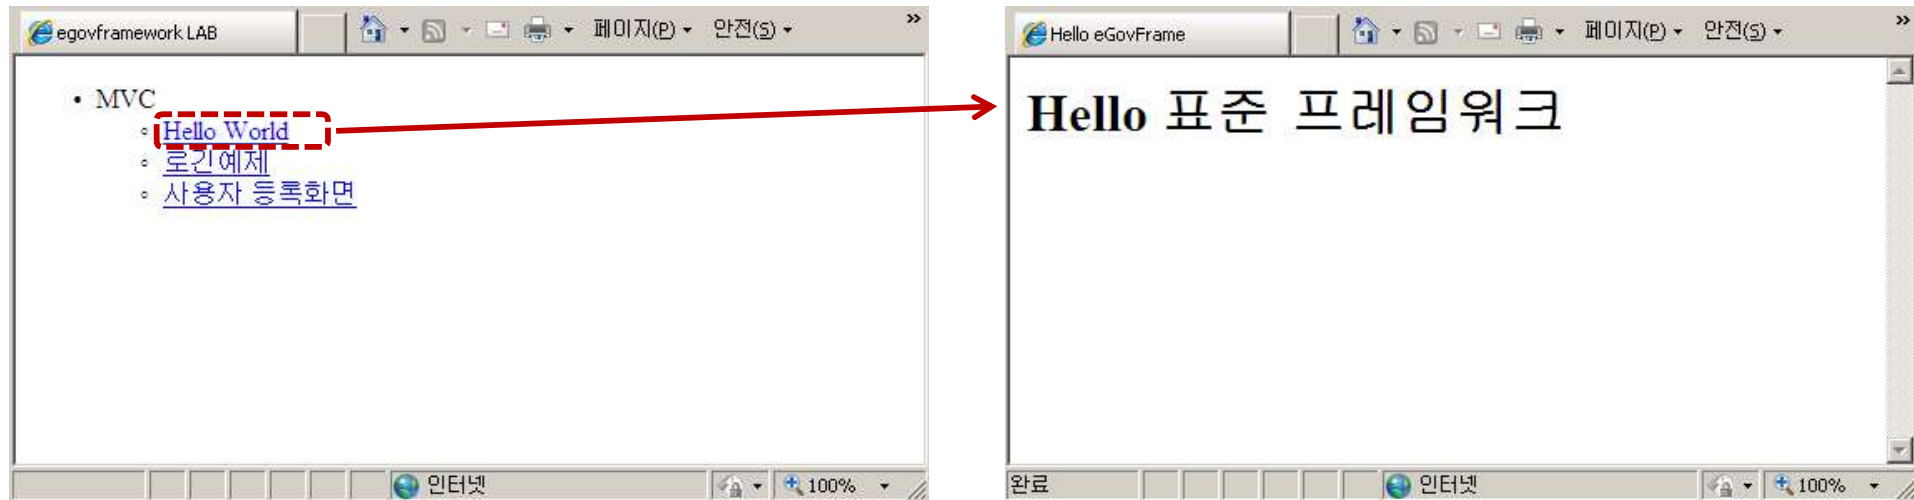 egovframework LAB
페이지(P)
안전(S)
»
• MVC
◦ Hello World
◦ 로긴예제
◦ 사용자 등록화면
인터넷
100%
Hello eGovFrame
페이지(P)
안전(S)
»
Hello 표준 프레임워크
완료
인터넷
100%